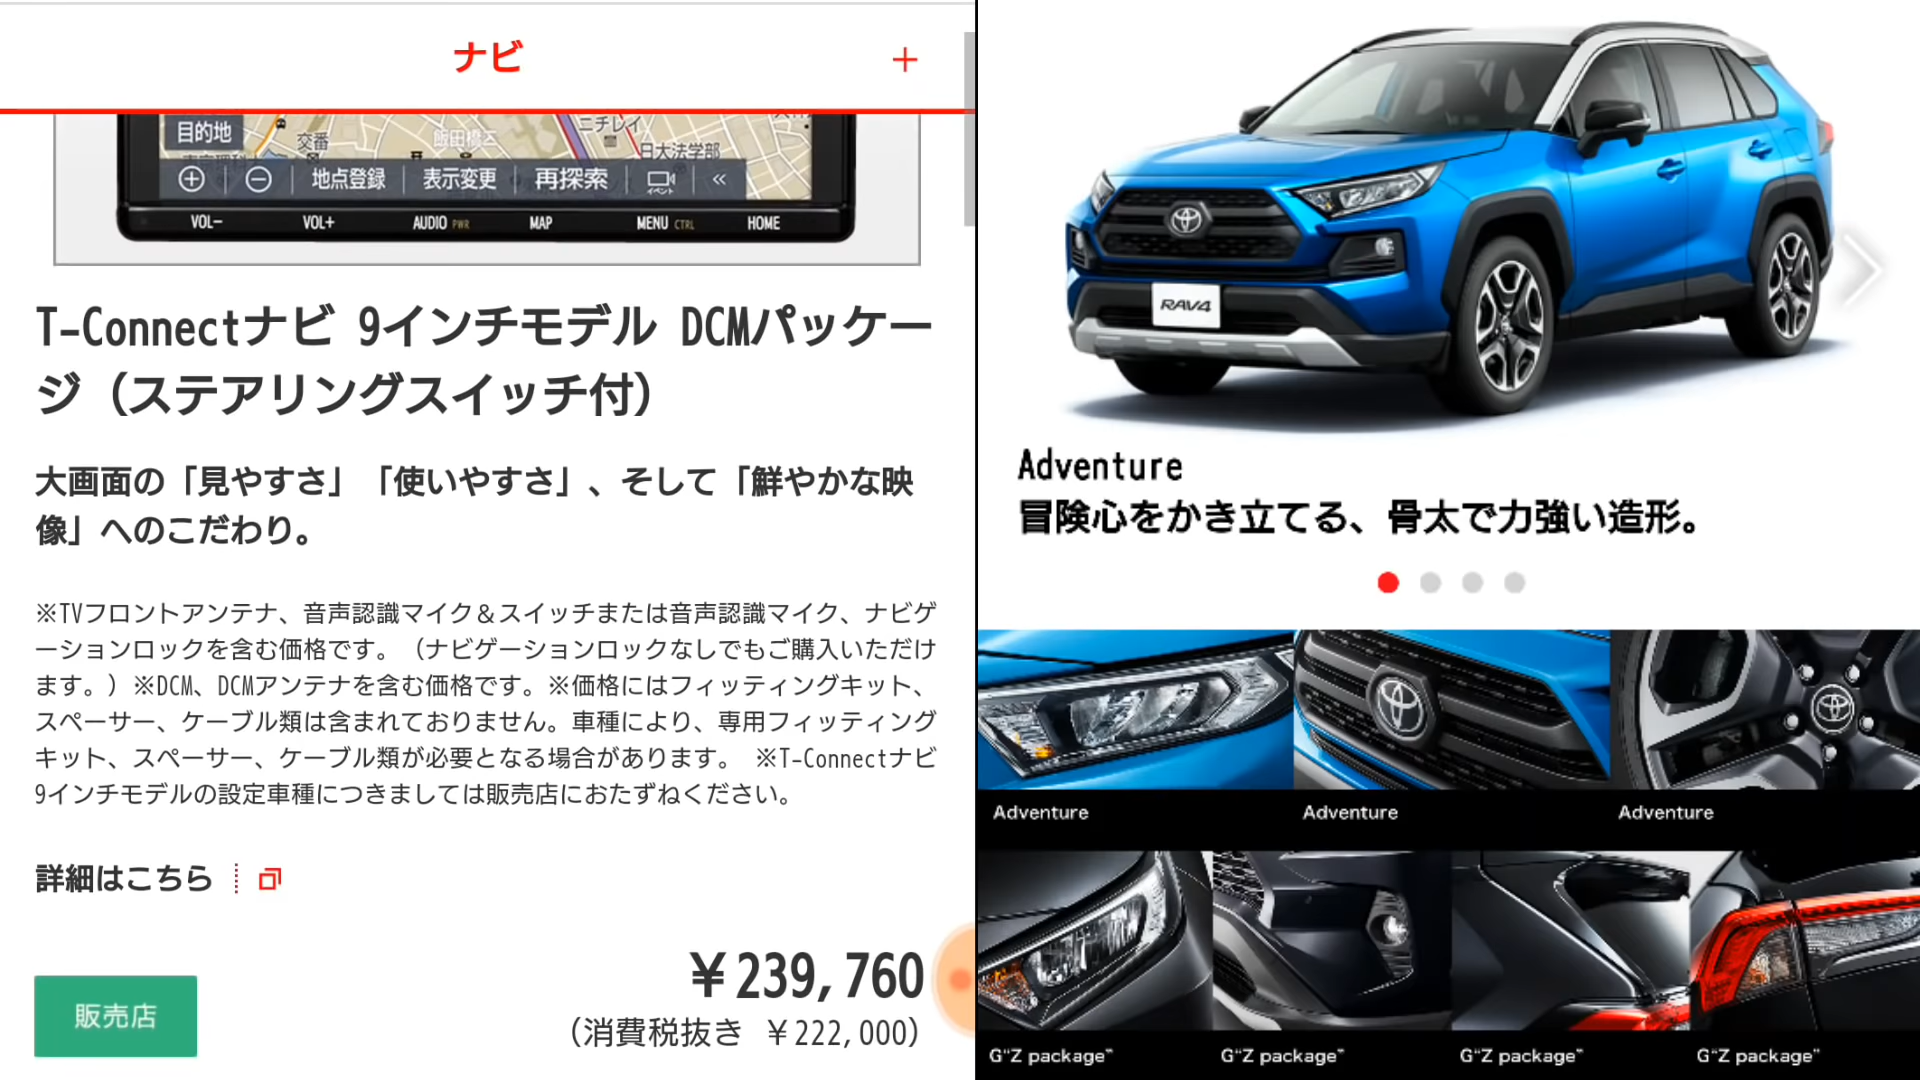 ナビ
＋
目的地
交番
飯田橋
ニチレイ
日大法学部
地点登録
表示変更
再探索
イベント
VOL−
VOL+
AUDIO PWR
MAP
MENU CTRL
HOME
T-Connectナビ 9インチモデル DCMパッケー
ジ（ステアリングスイッチ付）
大画面の「見やすさ」「使いやすさ」、そして「鮮やかな映
像」へのこだわり。
※TVフロントアンテナ、音声認識マイク＆スイッチまたは音声認識マイク、ナビゲ
ーションロックを含む価格です。（ナビゲーションロックなしでもご購入いただけ
ます。）※DCM、DCMアンテナを含む価格です。※価格にはフィッティングキット、
スペーサー、ケーブル類は含まれておりません。車種により、専用フィッティング
キット、スペーサー、ケーブル類が必要となる場合があります。 ※T-Connectナビ
9インチモデルの設定車種につきましては販売店におたずねください。
詳細はこちら
￥239,760
（消費税抜き ￥222,000）
販売店
RAV4
Adventure
冒険心をかき立てる、骨太で力強い造形。
Adventure
Adventure
Adventure
G“Z package”
G“Z package”
G“Z package”
G“Z package”